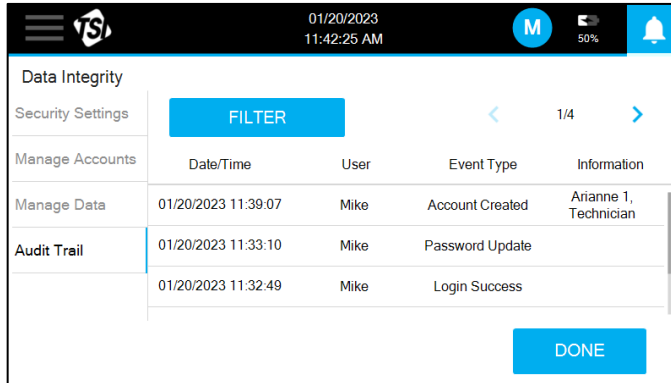 TSI
01/20/2023
11:42:25 AM
M
50%
Data Integrity
Security Settings
Manage Accounts
Manage Data
Audit Trail
FILTER
1/4
Date/Time User Event Type Information
01/20/2023 11:39:07 Mike Account Created Arianne 1,
Technician
01/20/2023 11:33:10 Mike Password Update
01/20/2023 11:32:49 Mike Login Success
DONE